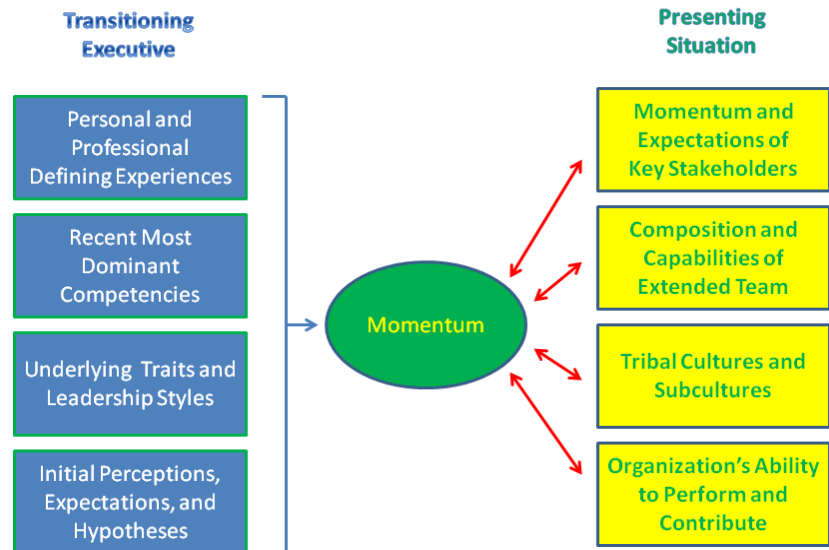 Transitioning
Executive
Personal and
Professional
Defining Experiences
Recent Most
Dominant
Competencies
Underlying Traits and
Leadership Styles
Initial Perceptions,
Expectations, and
Hypotheses
Momentum
Presenting
Situation
Momentum and
Expectations of
Key Stakeholders
Composition and
Capabilities of
Extended Team
Tribal Cultures and
Subcultures
Organization's Ability
to Perform and
Contribute